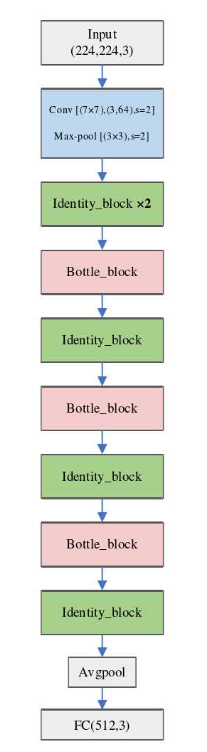 Input
(224,224,3)
Conv [(7×7),(3,64),s=2]
Max-pool [(3×3),s=2]
Identity_block ×2
Bottle_block
Identity_block
Bottle_block
Identity_block
Bottle_block
Identity_block
Avgpool
FC(512,3)